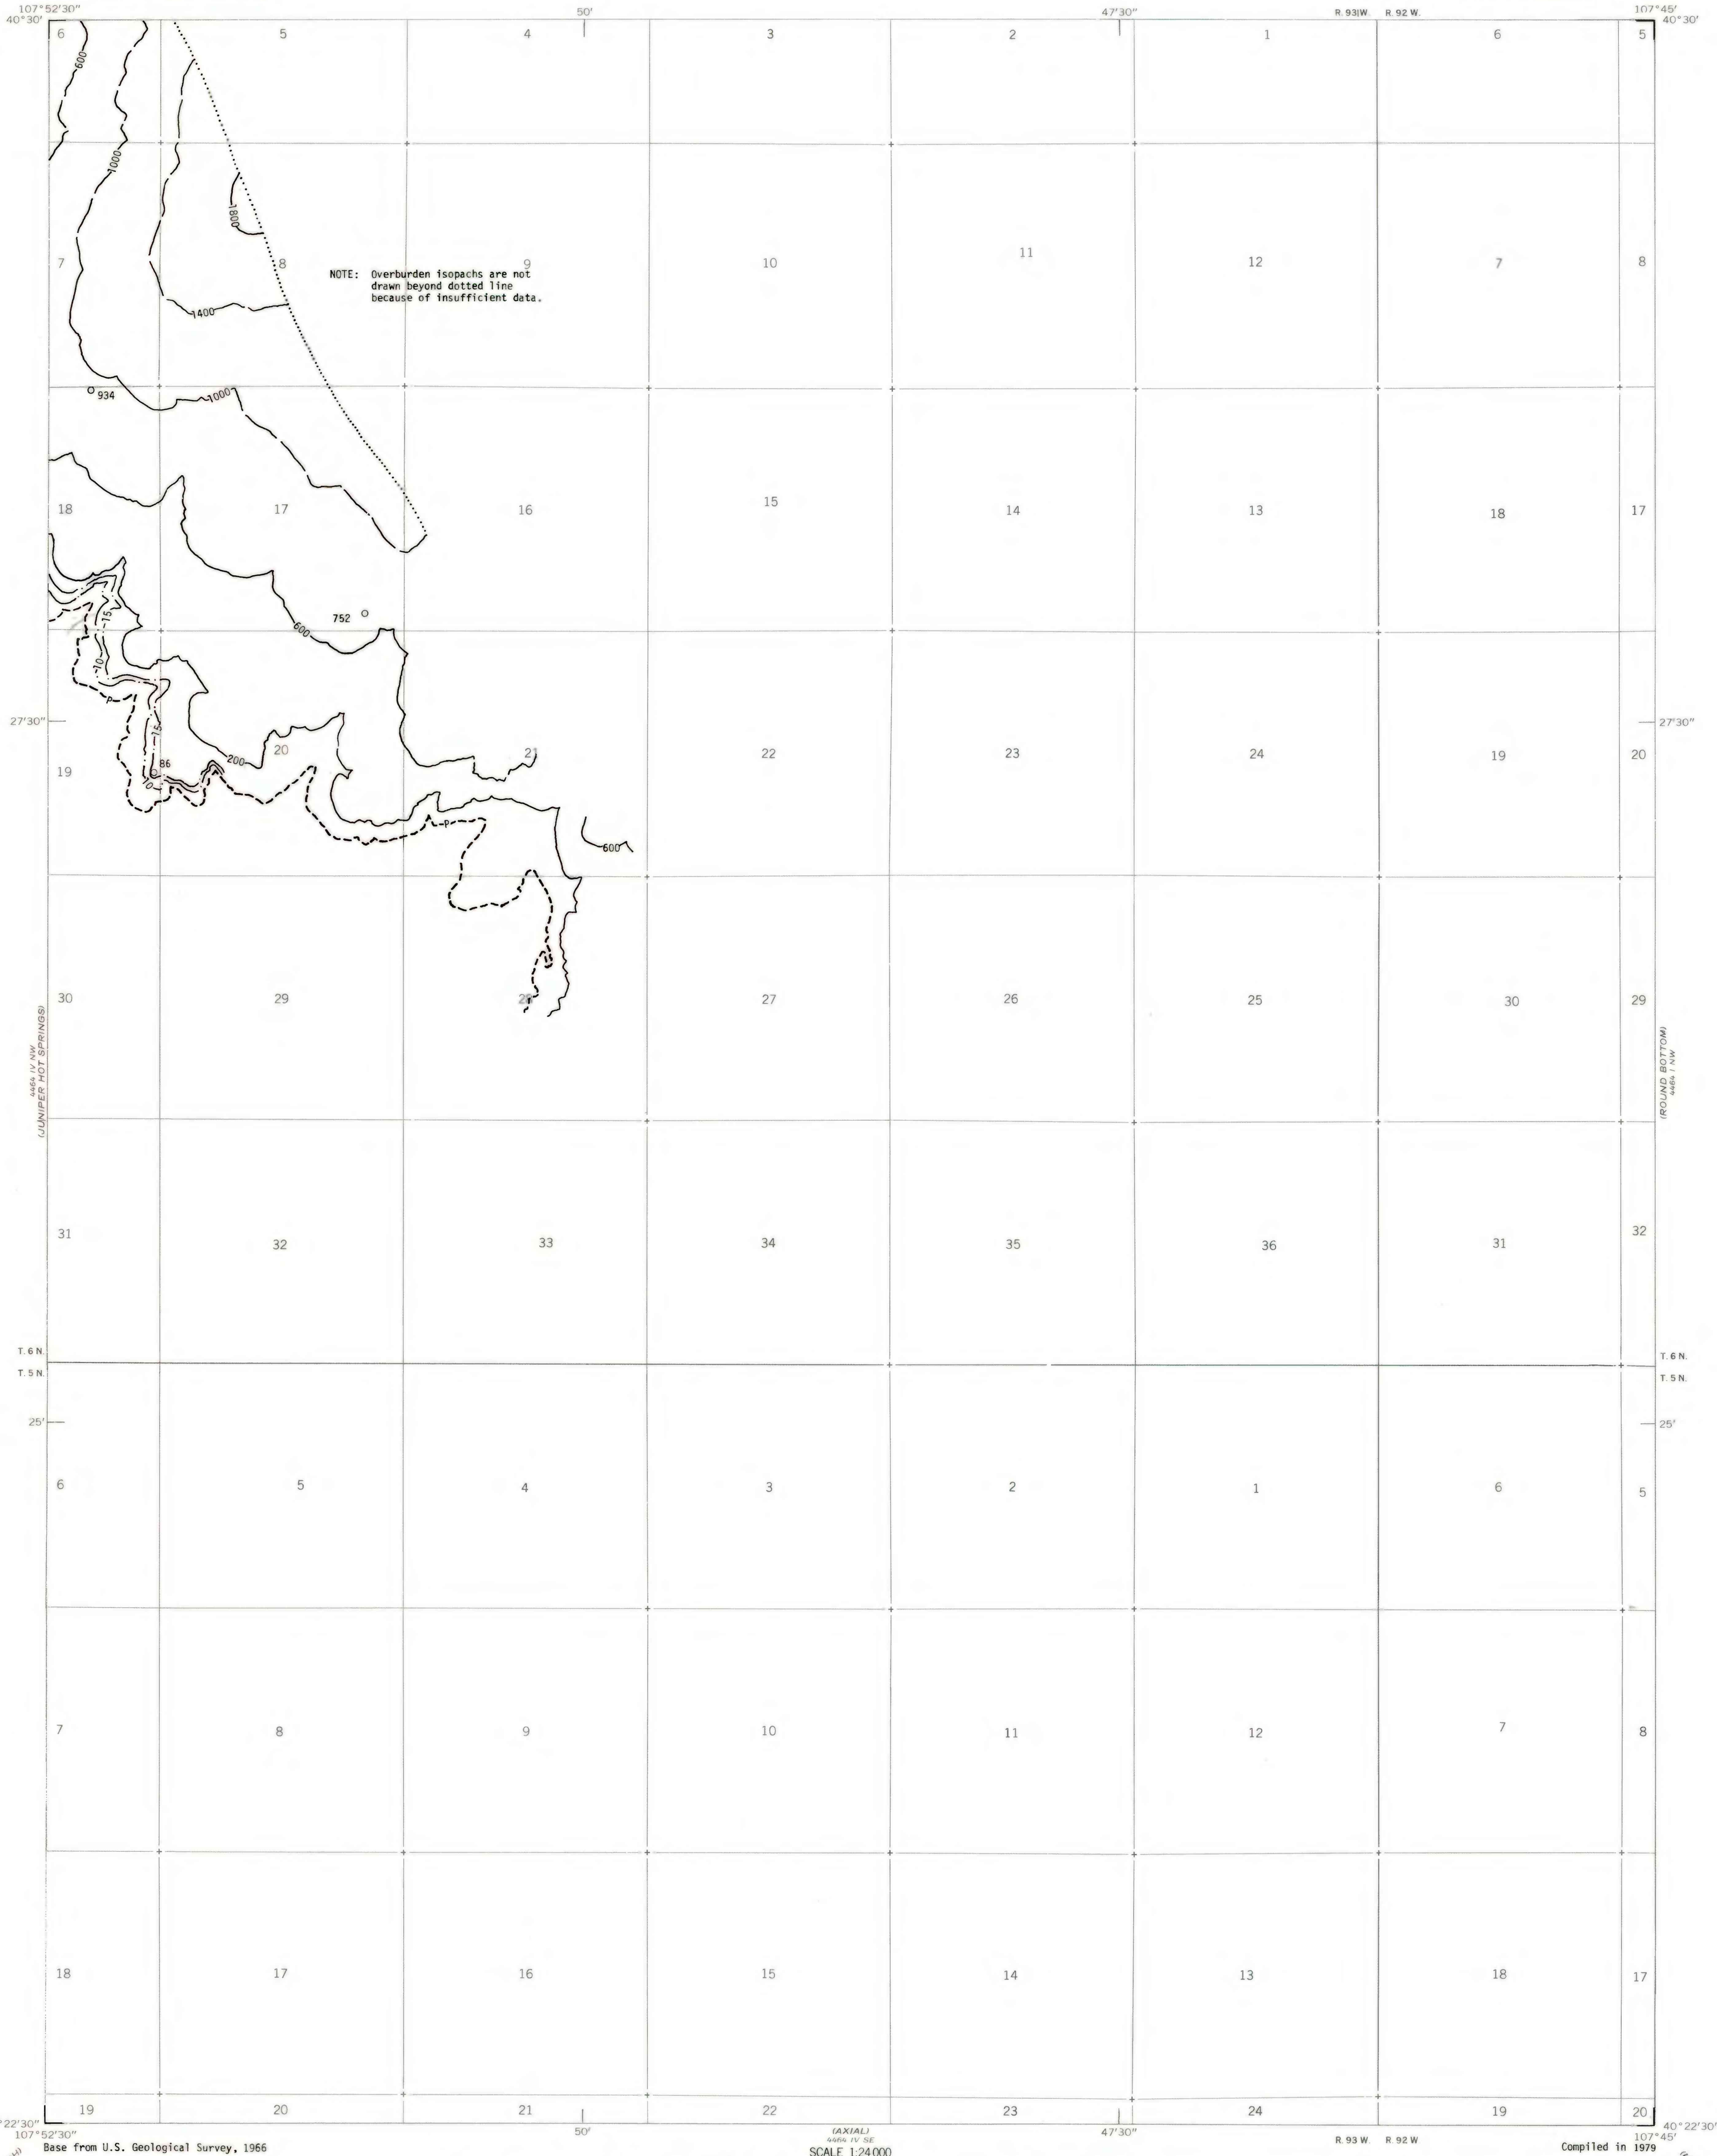 107°52'30" 50' 47'30" R. 93 W. R. 92 W. 107°45'
40°30' 40°30'
6 5 4 3 2 1 6 5
600
1000
1800
7 8 9 10 11 12 7 8
NOTE: Overburden isopachs are not
drawn beyond dotted line
because of insufficient data.
1400
934
1000
18 17 16 15 14 13 18 17
752
15
600
10
P
27'30" 27'30"
15
19 20 21 22 23 24 19 20
200
86
10
P
600
30 29 28 27 26 25 30 29
4464 IV NW
(JUNIPER HOT SPRINGS)
(ROUND BOTTOM)
4464 I NW
31 32 33 34 35 36 31 32
T. 6 N. T. 6 N.
T. 5 N. T. 5 N.
25' 25'
6 5 4 3 2 1 6 5
7 8 9 10 11 12 7 8
18 17 16 15 14 13 18 17
19 20 21 22 23 24 19 20
°22'30" 40°22'30"
107°52'30" 50' (AXIAL) 47'30" R. 93 W. R. 92 W 107°45'
4464 IV SE
Base from U.S. Geological Survey, 1966 SCALE 1:24 000 Compiled in 1979